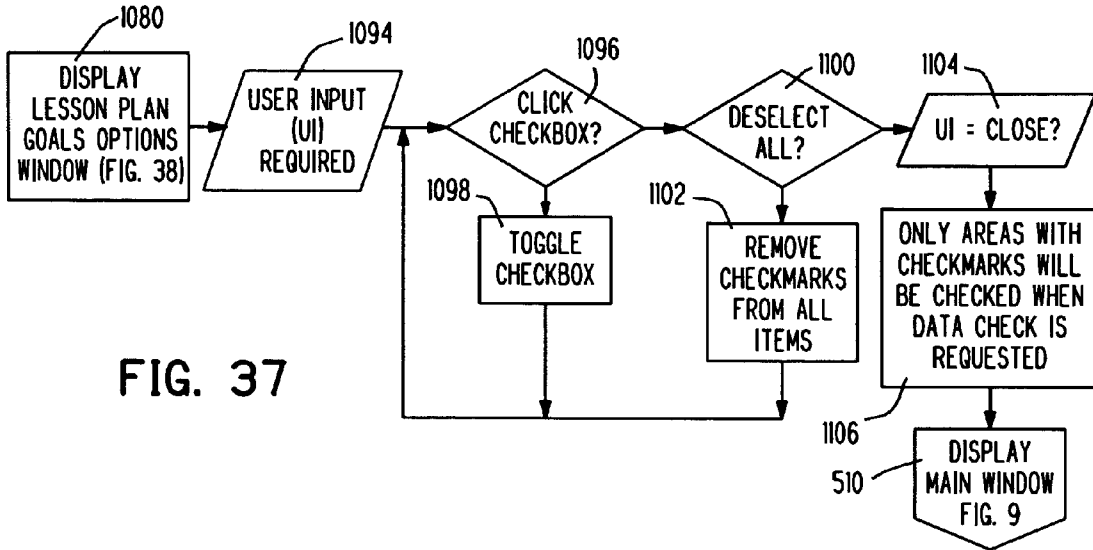 1080
DISPLAY
LESSON PLAN
GOALS OPTIONS
WINDOW (FIG. 38)
1094
USER INPUT
(UI)
REQUIRED
1096
CLICK
CHECKBOX?
1098
TOGGLE
CHECKBOX
1100
DESELECT
ALL?
1102
REMOVE
CHECKMARKS
FROM ALL
ITEMS
1104
UI = CLOSE?
ONLY AREAS WITH
CHECKMARKS WILL
BE CHECKED WHEN
DATA CHECK IS
REQUESTED
1106
510
DISPLAY
MAIN WINDOW
FIG. 9
FIG. 37